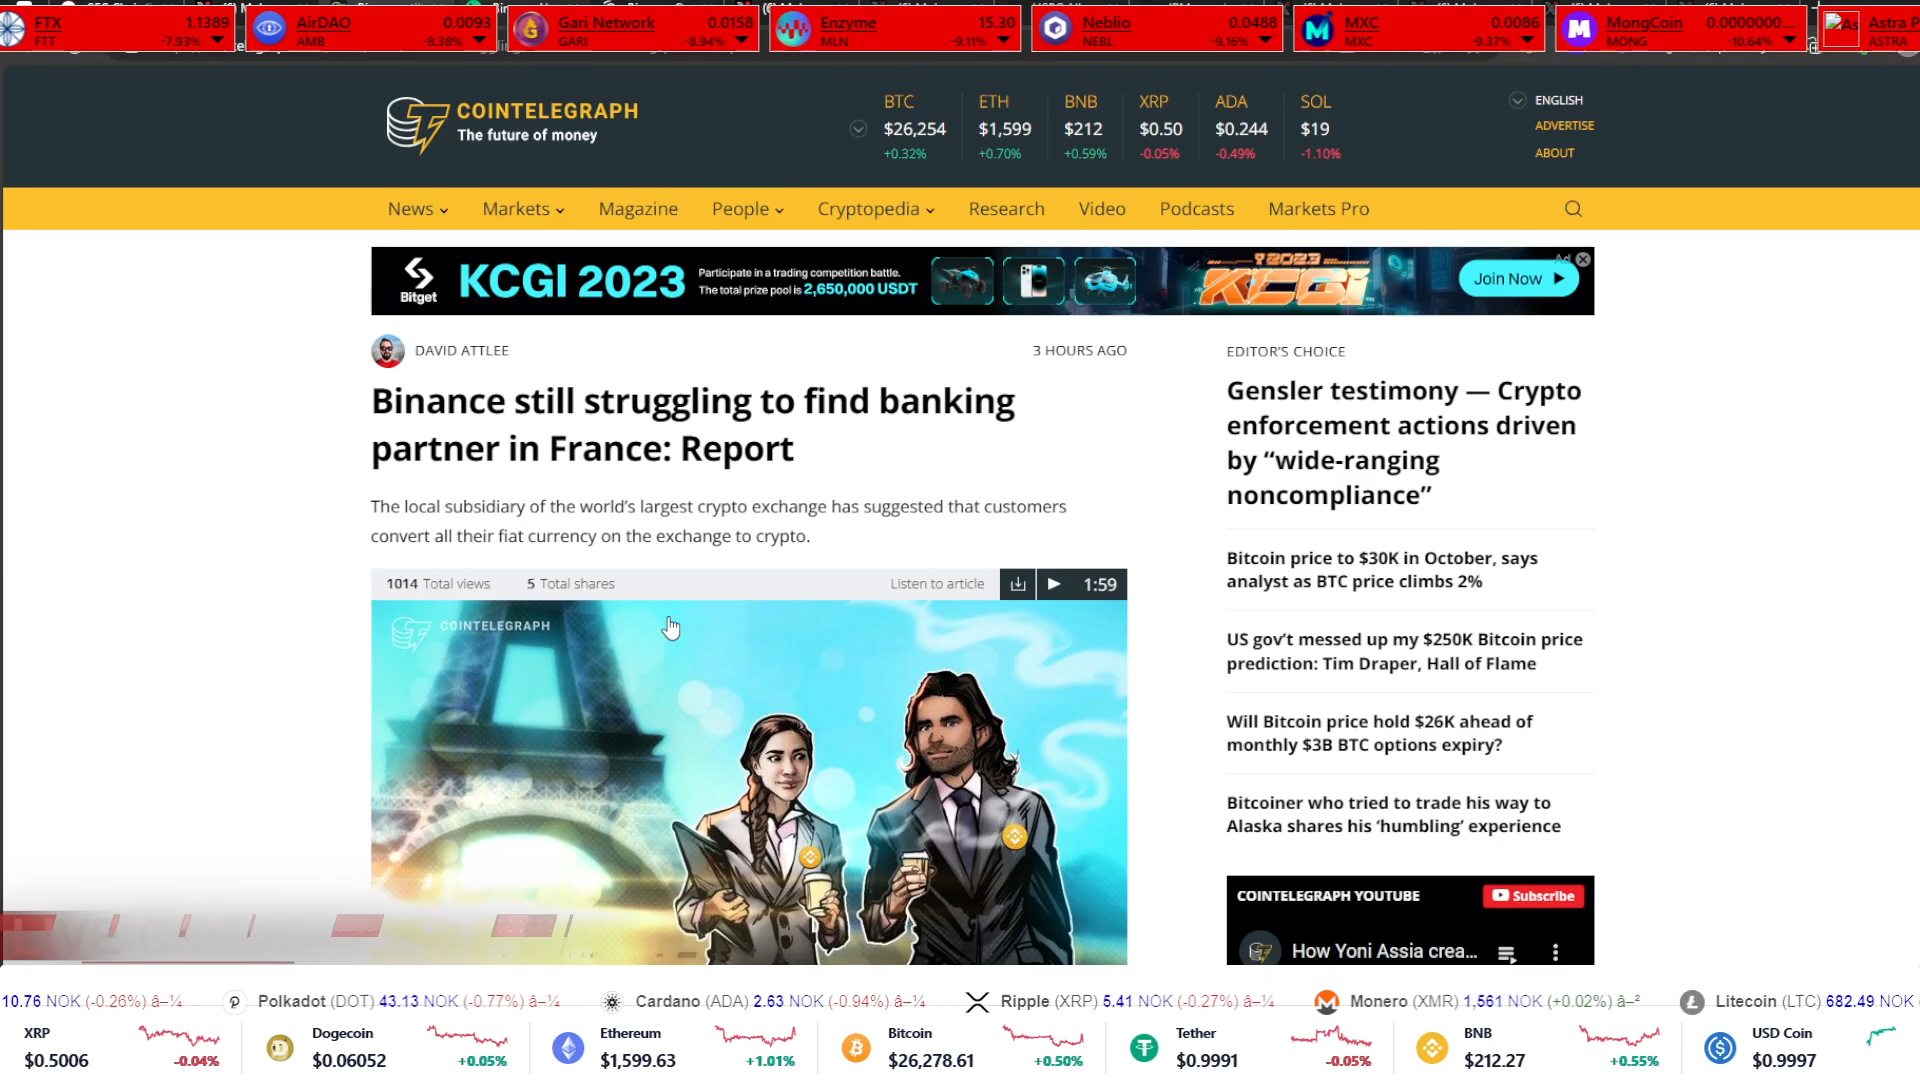 FTX 1.1389
FTT -7.93%
AirDAO 0.0093
AMB -8.38%
Gari Network 0.0158
GARI -8.94%
Enzyme 15.30
MLN -9.11%
Neblio 0.0488
NEBL -9.16%
MXC 0.0086
MXC -9.37%
MongCoin 0.0000000...
MONG -10.64%
As Astra P
ASTRA
COINTELEGRAPH
The future of money
BTC ETH BNB XRP ADA SOL
$26,254 $1,599 $212 $0.50 $0.244 $19
+0.32% +0.70% +0.59% -0.05% -0.49% -1.10%
ENGLISH
ADVERTISE
ABOUT
News Markets Magazine People Cryptopedia Research Video Podcasts Markets Pro
Bitget
KCGI 2023
Participate in a trading competition battle.
The total prize pool is 2,650,000 USDT
2023
KCGI
Join Now
Ad
DAVID ATTLEE 3 HOURS AGO
Binance still struggling to find banking
partner in France: Report
The local subsidiary of the world's largest crypto exchange has suggested that customers
convert all their fiat currency on the exchange to crypto.
1014 Total views 5 Total shares Listen to article 1:59
COINTELEGRAPH
EDITOR'S CHOICE
Gensler testimony — Crypto
enforcement actions driven
by “wide-ranging
noncompliance”
Bitcoin price to $30K in October, says
analyst as BTC price climbs 2%
US gov't messed up my $250K Bitcoin price
prediction: Tim Draper, Hall of Flame
Will Bitcoin price hold $26K ahead of
monthly $3B BTC options expiry?
Bitcoiner who tried to trade his way to
Alaska shares his ‘humbling’ experience
COINTELEGRAPH YOUTUBE Subscribe
How Yoni Assia crea...
10.76 NOK (-0.26%) â–¼ Polkadot (DOT) 43.13 NOK (-0.77%) â–¼ Cardano (ADA) 2.63 NOK (-0.94%) â–¼ Ripple (XRP) 5.41 NOK (-0.27%) â–¼ Monero (XMR) 1,561 NOK (+0.02%) â–² Litecoin (LTC) 682.49 NOK
XRP Dogecoin Ethereum Bitcoin Tether BNB USD Coin
$0.5006 -0.04% $0.06052 +0.05% $1,599.63 +1.01% $26,278.61 +0.50% $0.9991 -0.05% $212.27 +0.55% $0.9997